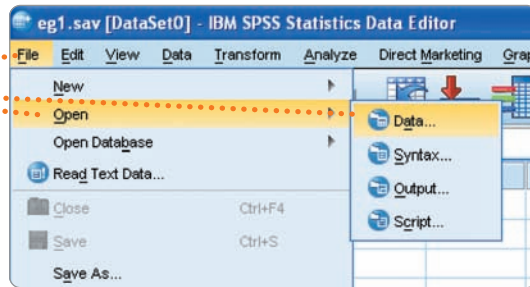 eg1.sav [DataSet0] - IBM SPSS Statistics Data Editor
File Edit View Data Transform Analyze Direct Marketing
New
Open
Open Database
Read Text Data...
Close Ctrl+F4
Save Ctrl+S
Save As...
Data...
Syntax...
Output...
Script...